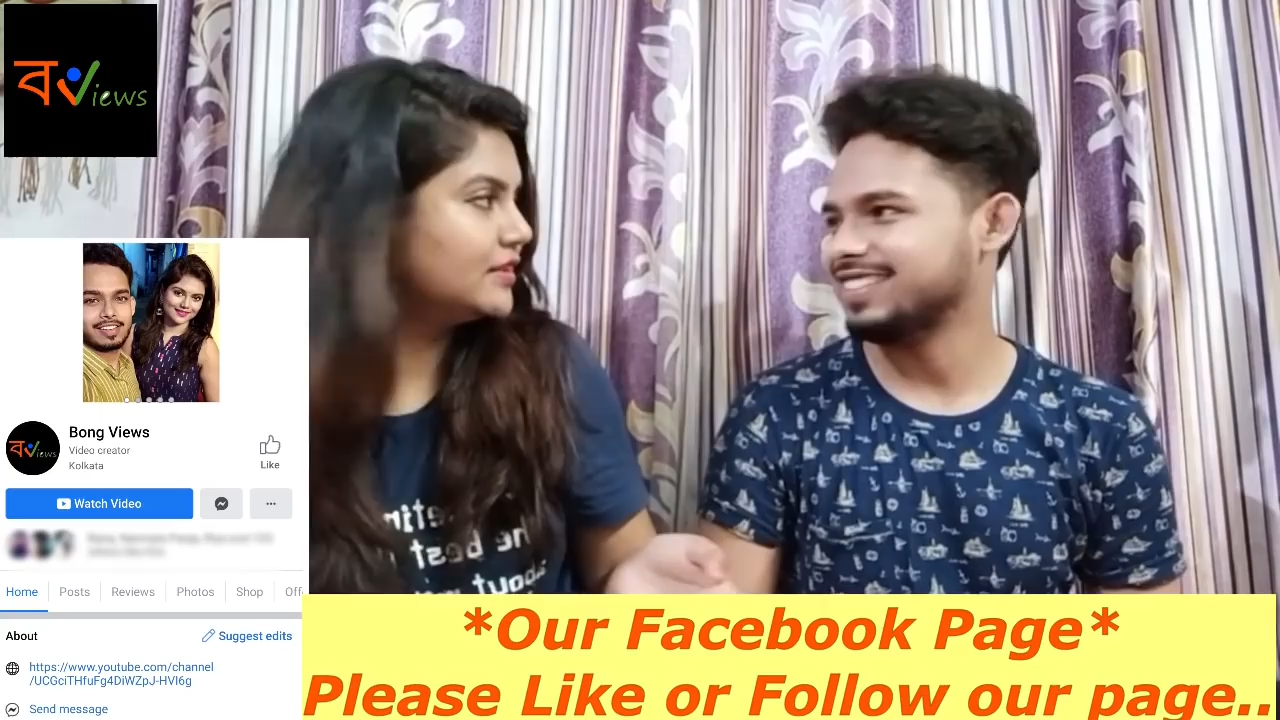 বViews
Bong Views
Video creator
Kolkata
Like
Watch Video
Home
Posts
Reviews
Photos
Shop
Off
About
Suggest edits
https://www.youtube.com/channel
/UCGciTHfuFg4DiWZpJ-HVI6g
Send message
*Our Facebook Page*
Please Like or Follow our page..